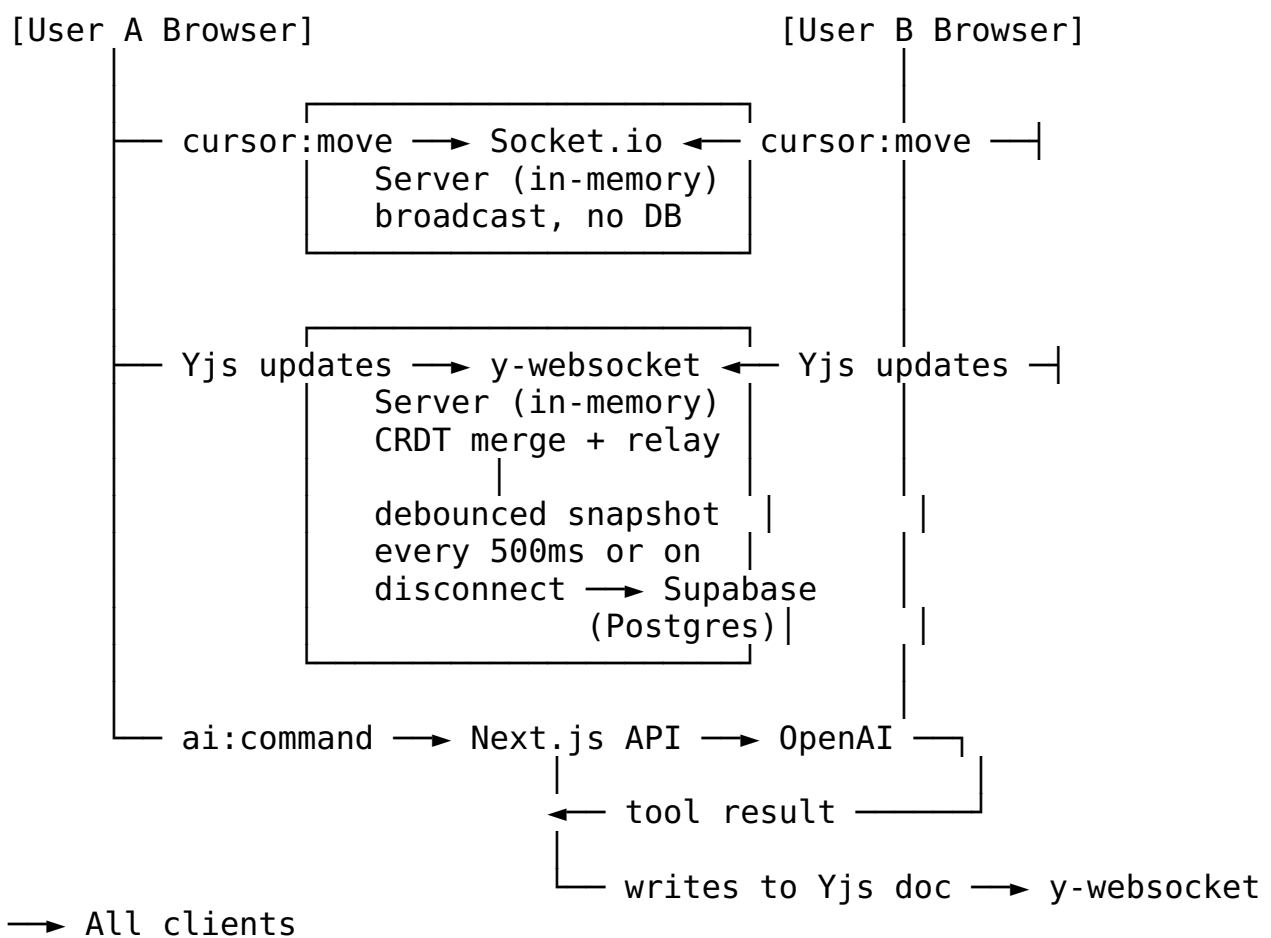 [User A Browser] [User B Browser]
cursor:move Socket.io cursor:move
Server (in-memory)
broadcast, no DB
Yjs updates y-websocket Yjs updates
Server (in-memory)
CRDT merge + relay
debounced snapshot
every 500ms or on
disconnect Supabase
(Postgres)
ai:command Next.js API OpenAI
tool result
writes to Yjs doc y-websocket
All clients